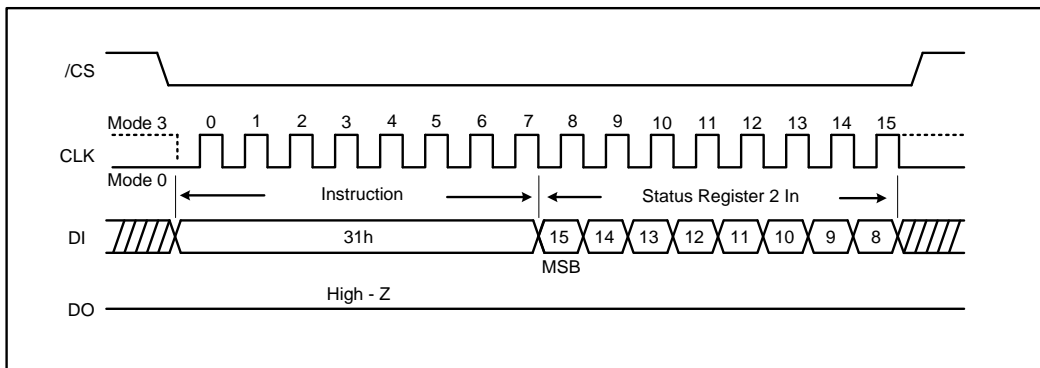 /CS
Mode 3 0 1 2 3 4 5 6 7 8 9 10 11 12 13 14 15
CLK
Mode 0
Instruction Status Register 2 In
DI 31h 15 14 13 12 11 10 9 8
MSB
High - Z
DO